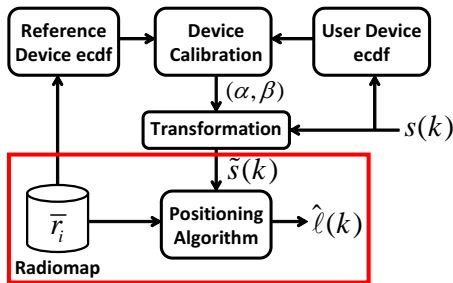 Reference
Device ecdf
Device
Calibration
User Device
ecdf
(α, β)
Transformation
s(k)
s̃(k)
r̅ᵢ
Positioning
Algorithm
ℓ̂(k)
Radiomap